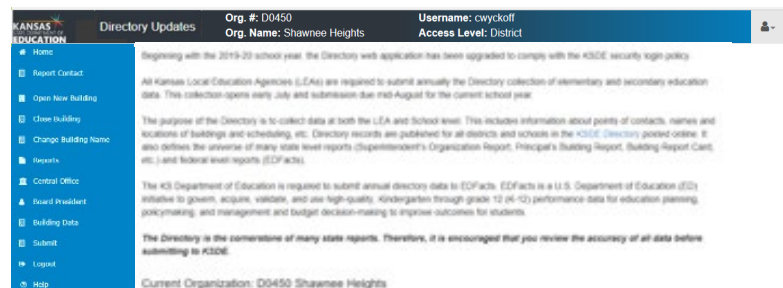 KANSAS
STATE DEPARTMENT OF
EDUCATION
Directory Updates
Org. #: D0450
Org. Name: Shawnee Heights
Username: cwyckoff
Access Level: District
Home
Report Contact
Open New Building
Close Building
Change Building Name
Reports
Central Office
Board President
Building Data
Submit
Logout
Help
Beginning with the 2019-20 school year, the Directory web application has been upgraded to comply with the KSDE security login policy.
All Kansas Local Education Agencies (LEAs) are required to submit annually the Directory collection of elementary and secondary education
data. This collection opens early July and submission due mid-August for the current school year.
The purpose of the Directory is to collect data at both the LEA and School level. This includes information about points of contacts, names and
locations of buildings and scheduling, etc. Directory records are published for all districts and schools in the KSDE Directory posted online. It
also defines the universe of many state level reports (Superintendent's Organization Report, Principal's Building Report, Building Report Card,
etc.) and federal level reports (EDFacts).
The KS Department of Education is required to submit annual directory data to EDFacts. EDFacts is a U.S. Department of Education (ED)
initiative to govern, acquire, validate, and use high-quality, Kindergarten through grade 12 (K-12) performance data for education planning,
policymaking, and management and budget decision-making to improve outcomes for students.
The Directory is the cornerstone of many state reports. Therefore, it is encouraged that you review the accuracy of all data before
submitting to KSDE.
Current Organization: D0450 Shawnee Heights